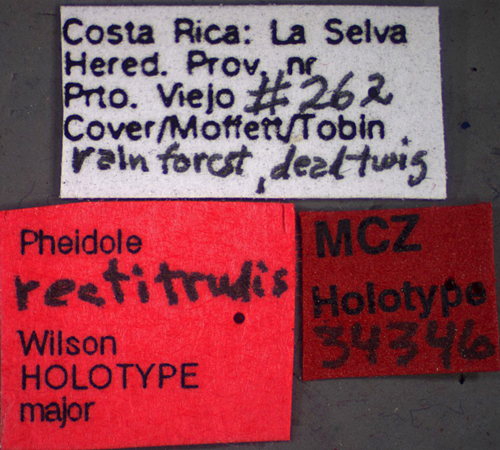 Costa Rica: La Selva
Hered. Prov. nr
Prto. Viejo #262
Cover/Moffett/Tobin
rain forest, dead twig
Pheidole
rectitrudis
Wilson
HOLOTYPE
major
MCZ
Holotype
34346